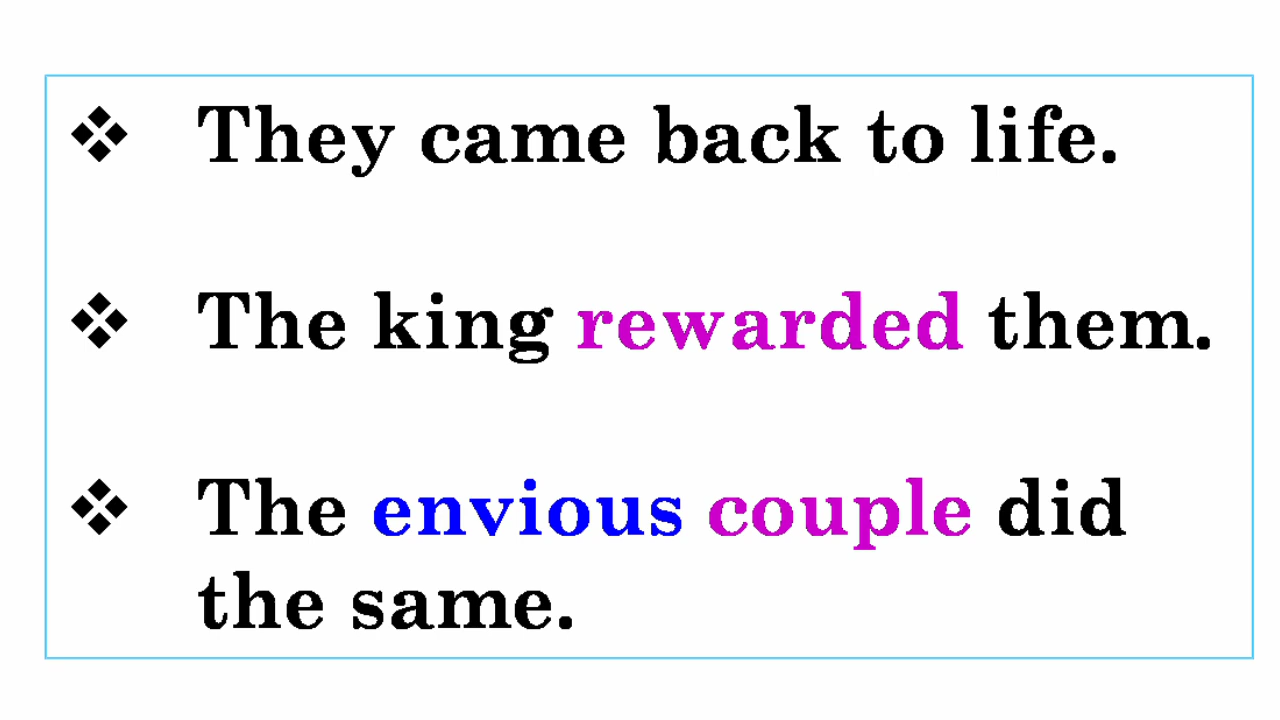 ❖ They came back to life.
❖ The king rewarded them.
❖ The envious couple did
the same.